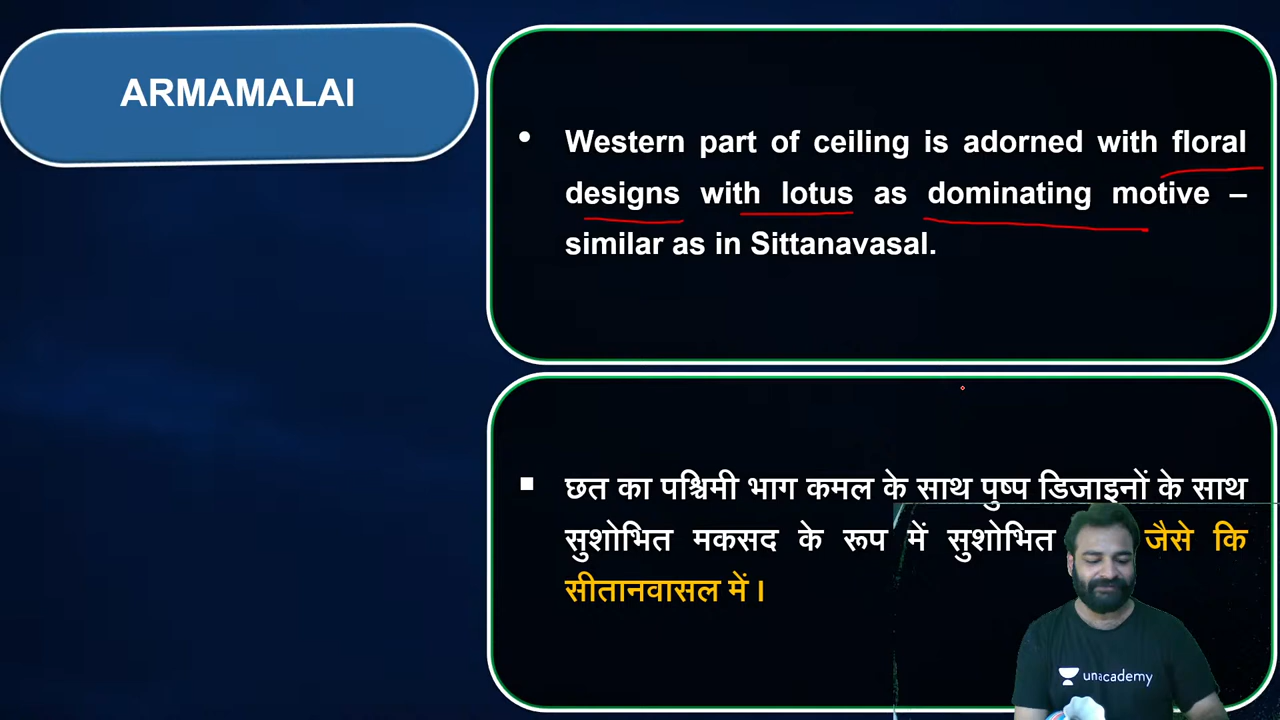 ARMAMALAI
• Western part of ceiling is adorned with floral
designs with lotus as dominating motive –
similar as in Sittanavasal.
▪ छत का पश्चिमी भाग कमल के साथ पुष्प डिजाइनों के साथ
सुशोभित मकसद के रूप में सुशोभित जैसे कि
सीतानवासल में।
unacademy